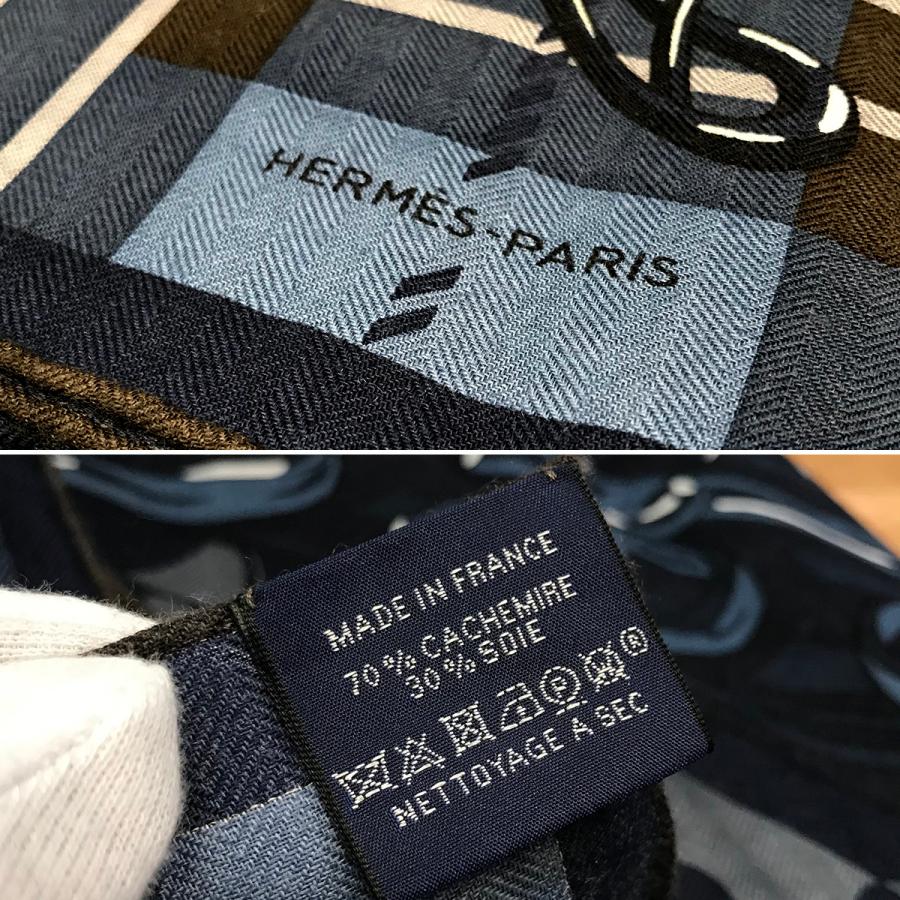 HERMÈS-PARIS
MADE IN FRANCE
70% CACHEMIRE
30% SOIE
P ®
NETTOYAGE A SEC